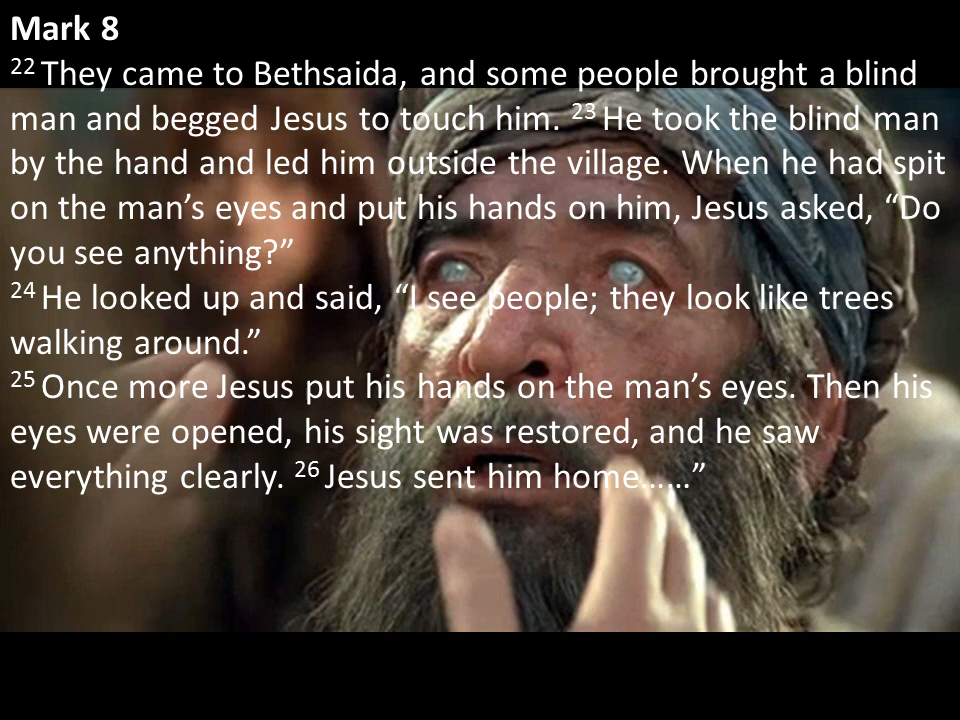 Mark 8
22 They came to Bethsaida, and some people brought a blind
man and begged Jesus to touch him. 23 He took the blind man
by the hand and led him outside the village. When he had spit
on the man’s eyes and put his hands on him, Jesus asked, “Do
you see anything?”
24 He looked up and said, “I see people; they look like trees
walking around.”
25 Once more Jesus put his hands on the man’s eyes. Then his
eyes were opened, his sight was restored, and he saw
everything clearly. 26 Jesus sent him home……”